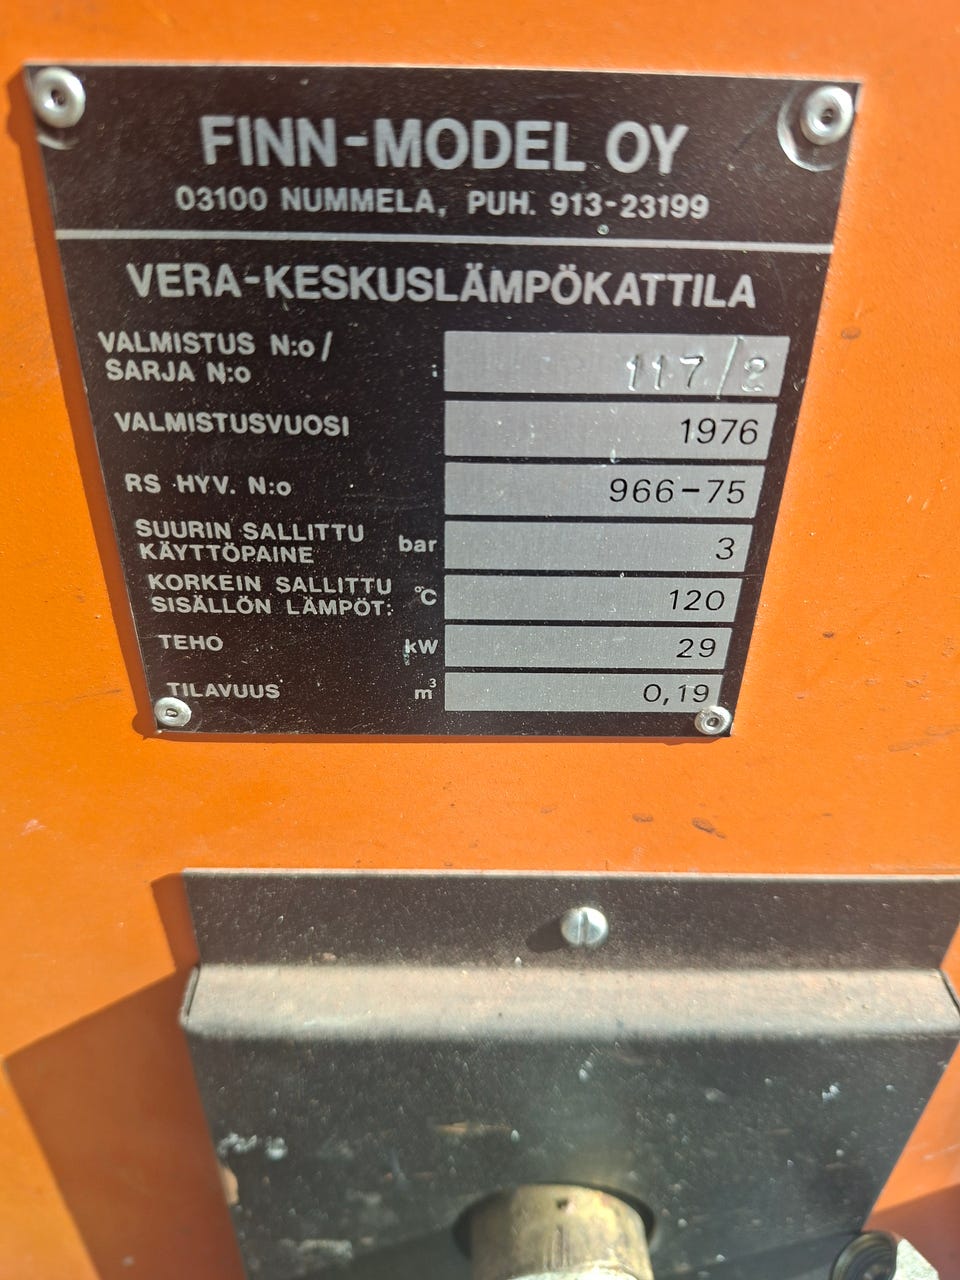 FINN-MODEL OY
03100 NUMMELA, PUH. 913-23199
VERA-KESKUSLÄMPÖKATTILA
VALMISTUS N:o/
SARJA N:o : 117/2
VALMISTUSVUOSI 1976
RS HYV. N:o 966-75
SUURIN SALLITTU
KÄYTTÖPAINE bar 3
KORKEIN SALLITTU
SISÄLLÖN LÄMPÖT: °C 120
TEHO kW 29
TILAVUUS m³ 0,19